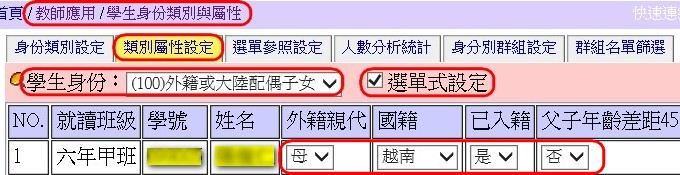 首頁 / 教師應用 / 學生身份類別與屬性 快速連
身份類別設定 類別屬性設定 選單參照設定 人數分析統計 身分別群組設定 群組名單篩選
學生身份： (100)外籍或大陸配偶子女 選單式設定
NO. 就讀班級 學號 姓名 外籍親代 國籍 已入籍 父子年齡差距45
1 六年甲班 母 越南 是 否